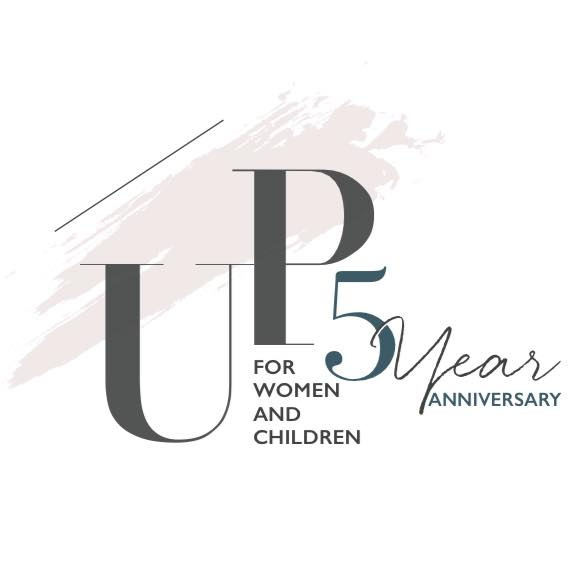 UP
FOR
WOMEN
AND
CHILDREN
5 Year
ANNIVERSARY